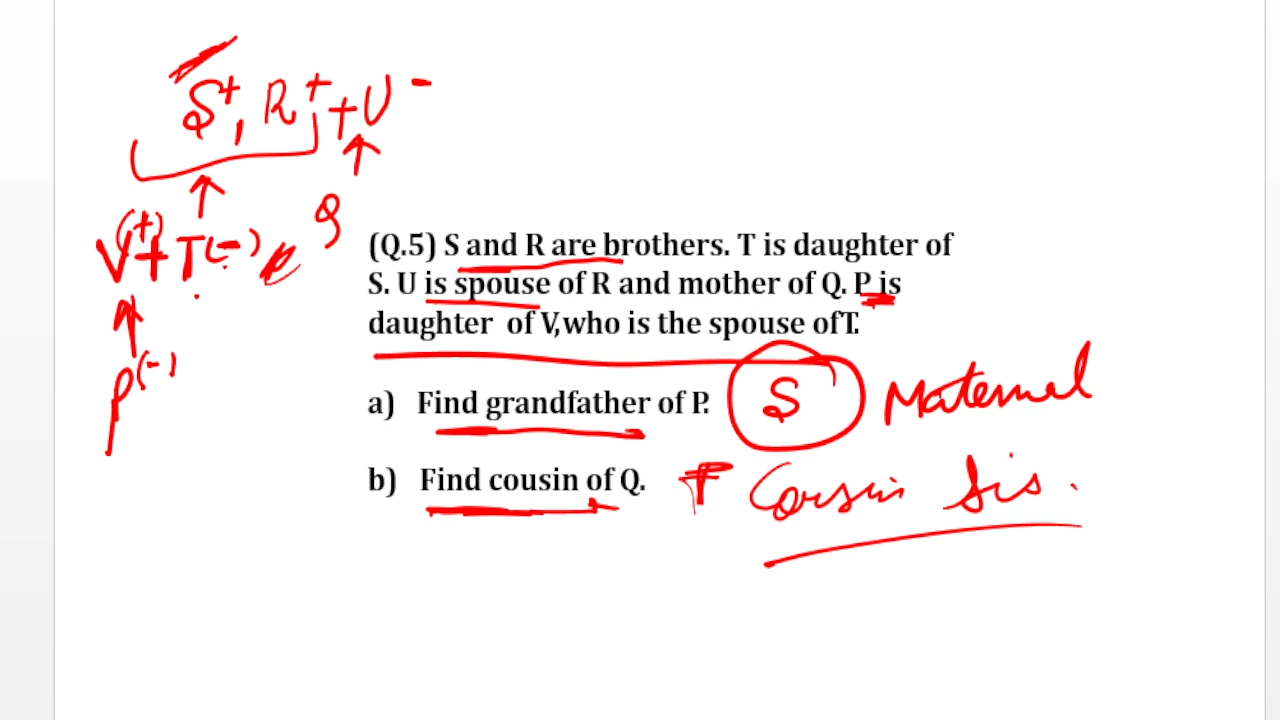 S+, R+ + U -
V(+) + T(-) Q
P(-)
(Q.5) S and R are brothers. T is daughter of
S. U is spouse of R and mother of Q. P is
daughter of V,who is the spouse ofT.
a) Find grandfather of P. S Maternal
b) Find cousin of Q. T Cousin Sis.